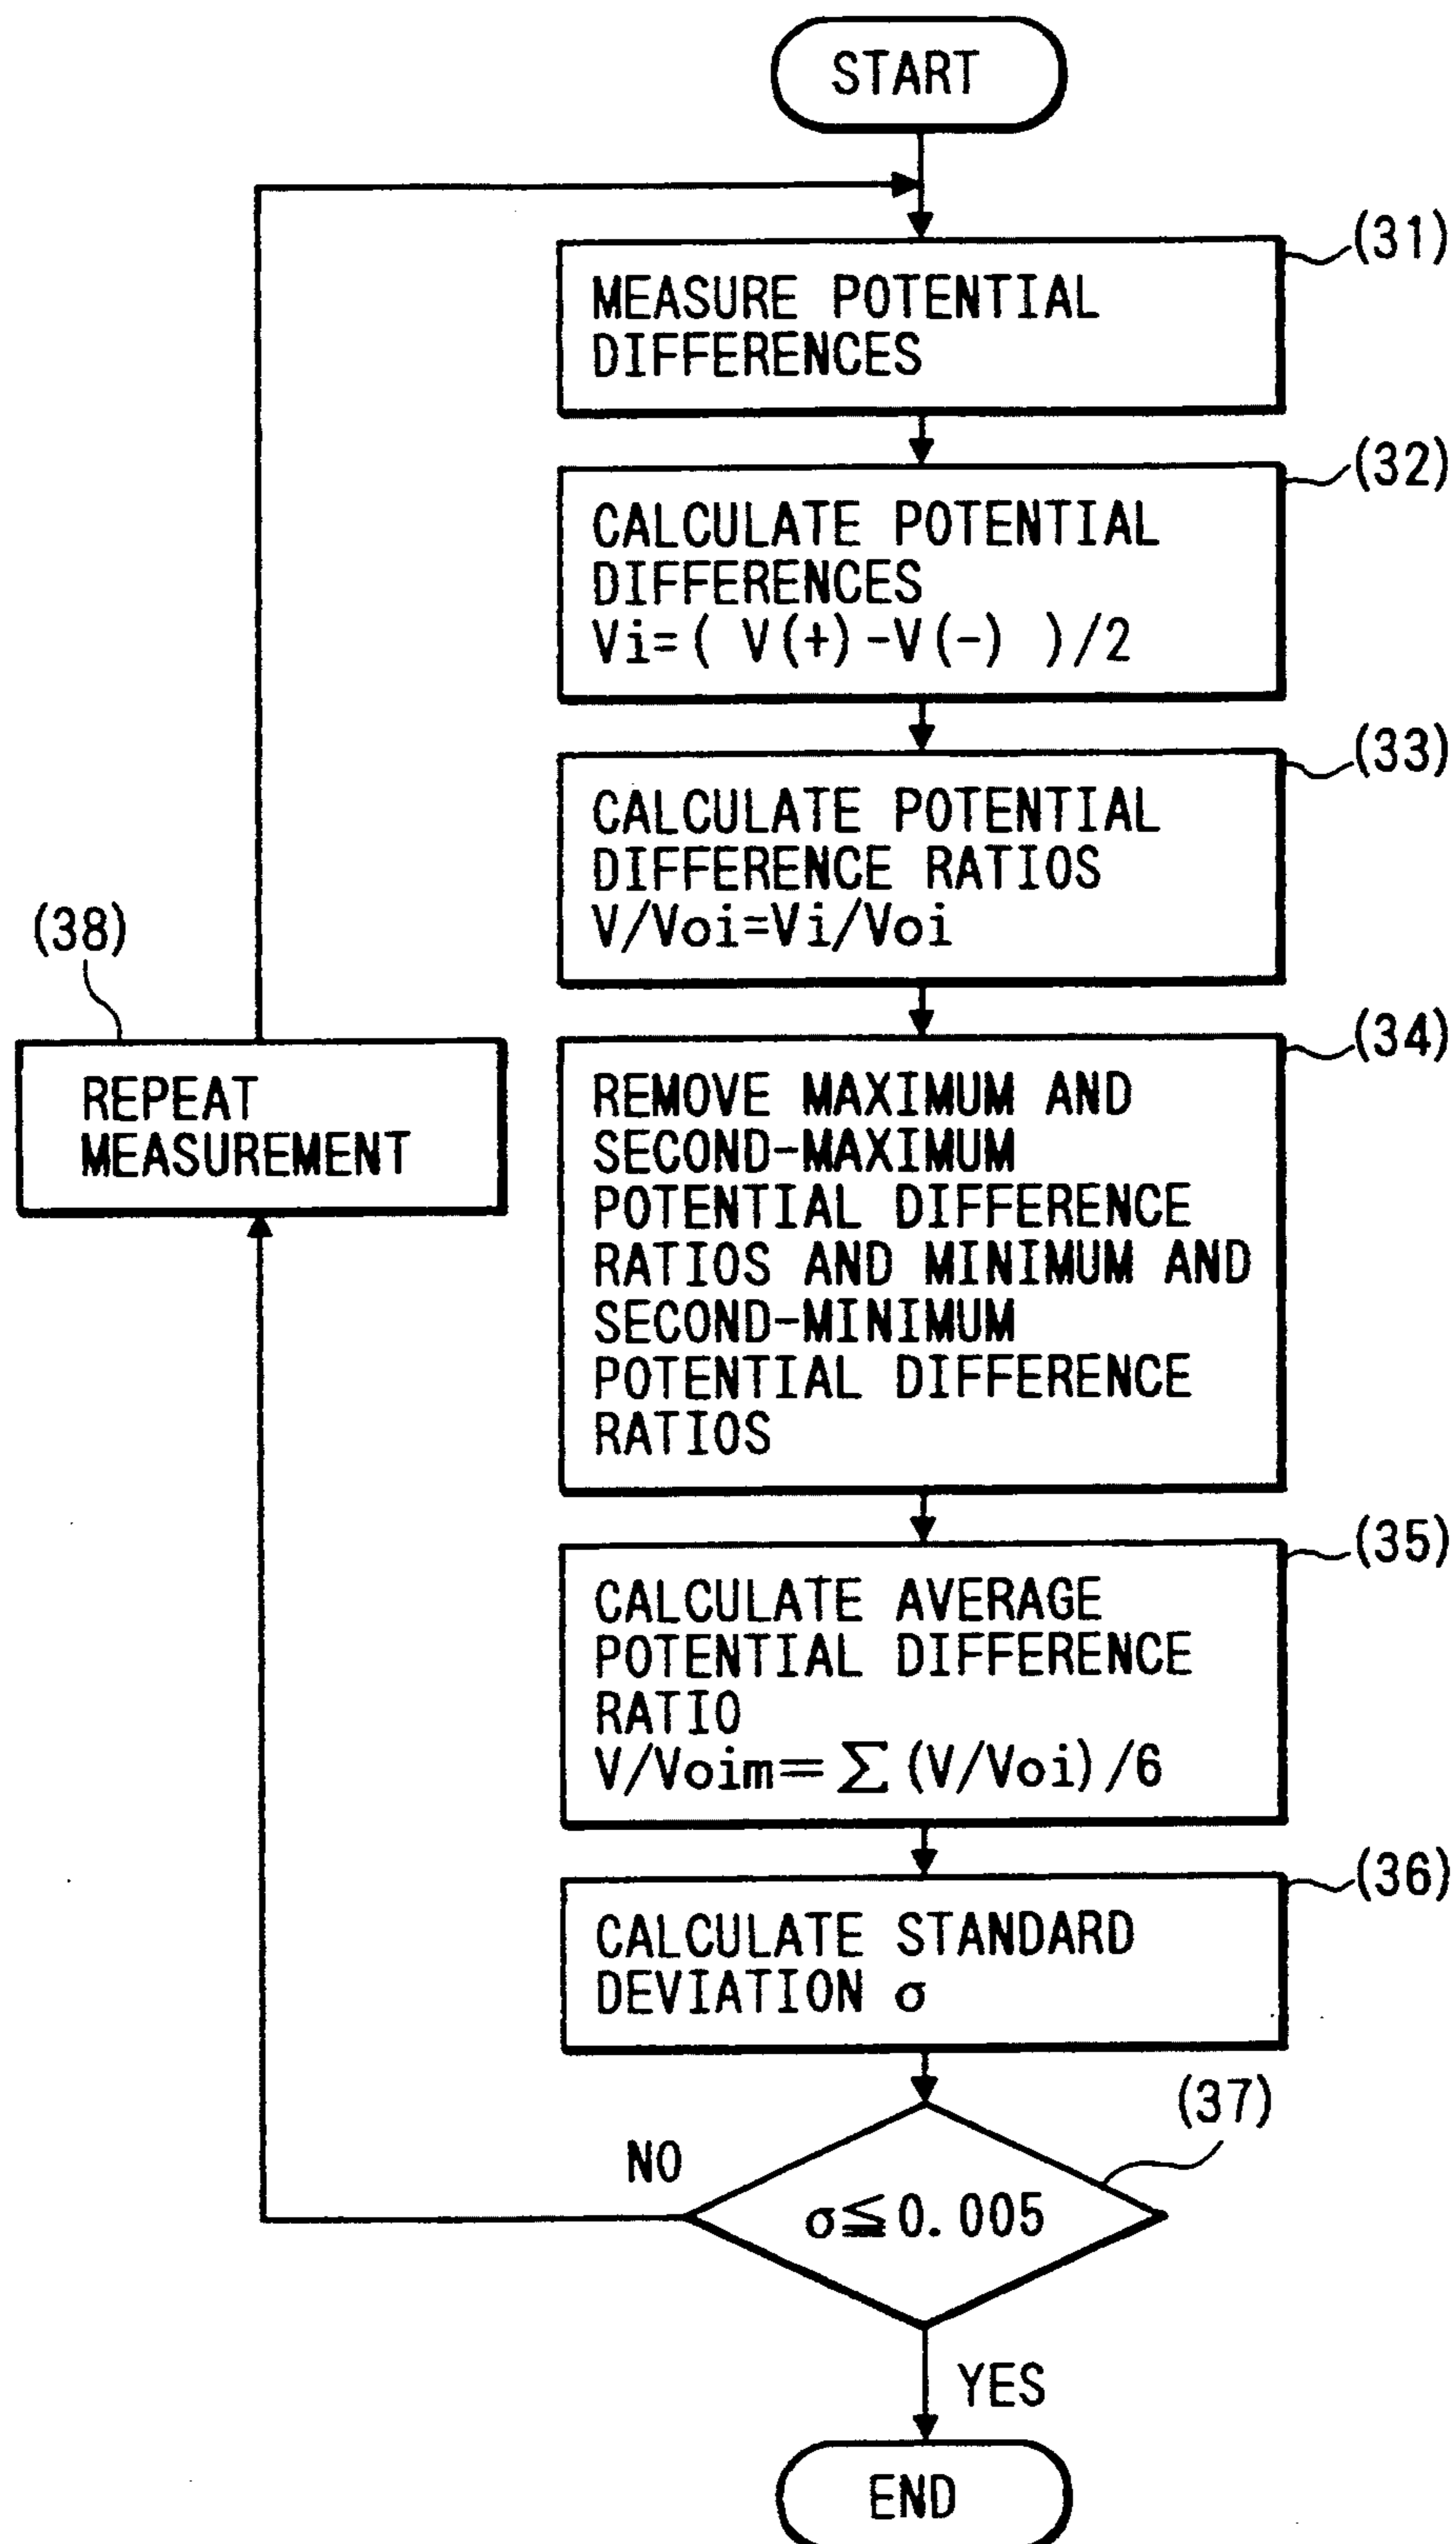 START
(31)
MEASURE POTENTIAL
DIFFERENCES
(32)
CALCULATE POTENTIAL
DIFFERENCES
Vi=( V(+)-V(-) )/2
(33)
CALCULATE POTENTIAL
DIFFERENCE RATIOS
V/Voi=Vi/Voi
(34)
REMOVE MAXIMUM AND
SECOND-MAXIMUM
POTENTIAL DIFFERENCE
RATIOS AND MINIMUM AND
SECOND-MINIMUM
POTENTIAL DIFFERENCE
RATIOS
(35)
CALCULATE AVERAGE
POTENTIAL DIFFERENCE
RATIO
V/Voim=∑(V/Voi)/6
(36)
CALCULATE STANDARD
DEVIATION σ
(37)
σ≦0.005
NO
(38)
REPEAT
MEASUREMENT
YES
END